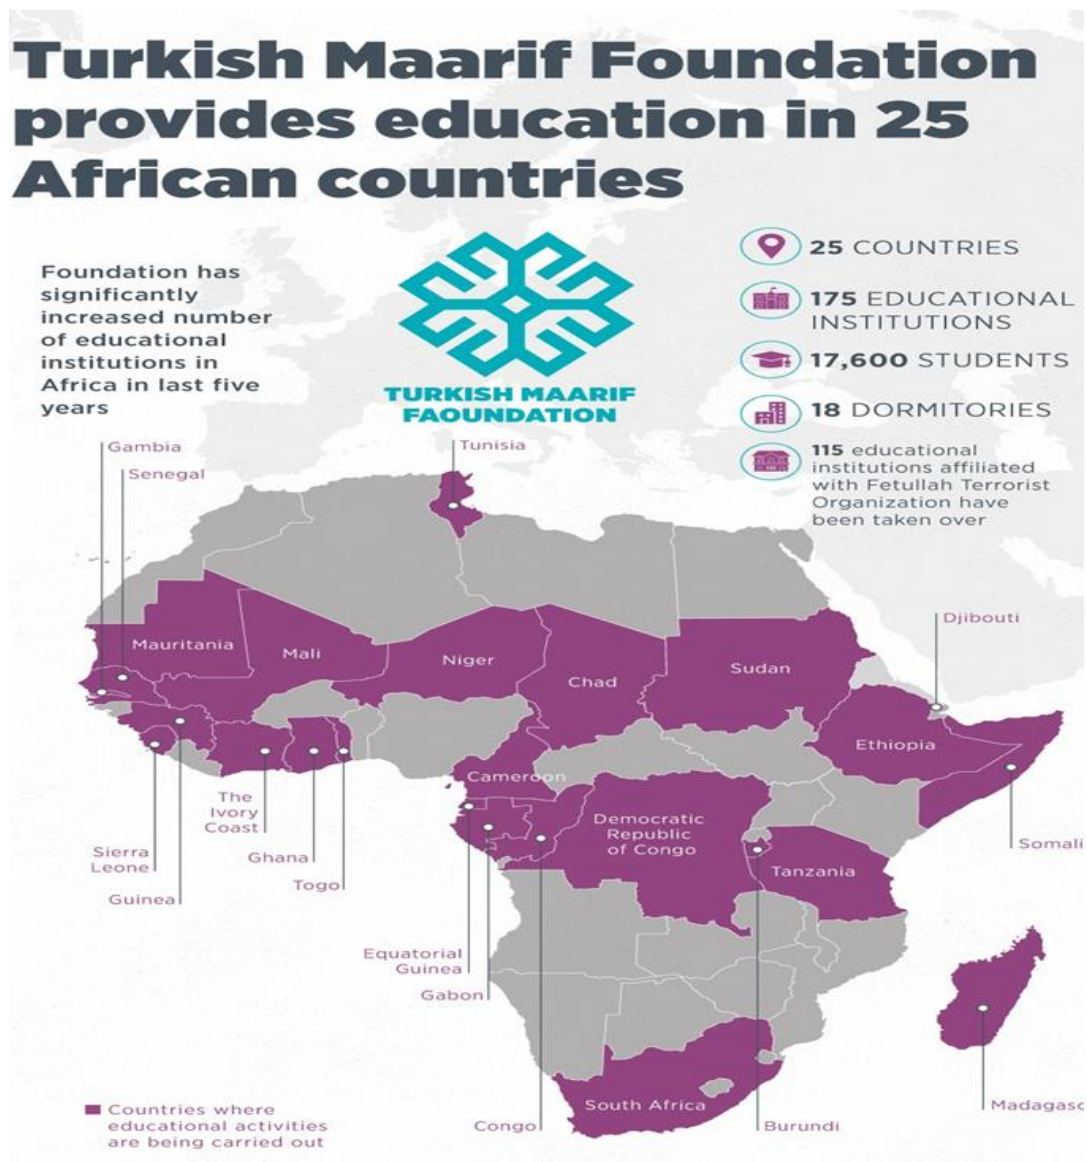 Turkish Maarif Foundation
provides education in 25
African countries
Foundation has
significantly
increased number
of educational
institutions in
Africa in last five
years
TURKISH MAARIF
FAOUNDATION
25 COUNTRIES
175 EDUCATIONAL
INSTITUTIONS
17,600 STUDENTS
18 DORMITORIES
115 educational
institutions affiliated
with Fetullah Terrorist
Organization have
been taken over
Gambia
Senegal
Tunisia
Djibouti
Mauritania
Mali
Niger
Chad
Sudan
Ethiopia
Cameroon
The
Ivory
Coast
Democratic
Republic
of Congo
Somali
Sierra
Leone
Ghana
Togo
Guinea
Tanzania
Equatorial
Guinea
Gabon
South Africa
Madagasc
Congo
Burundi
Countries where
educational activities
are being carried out